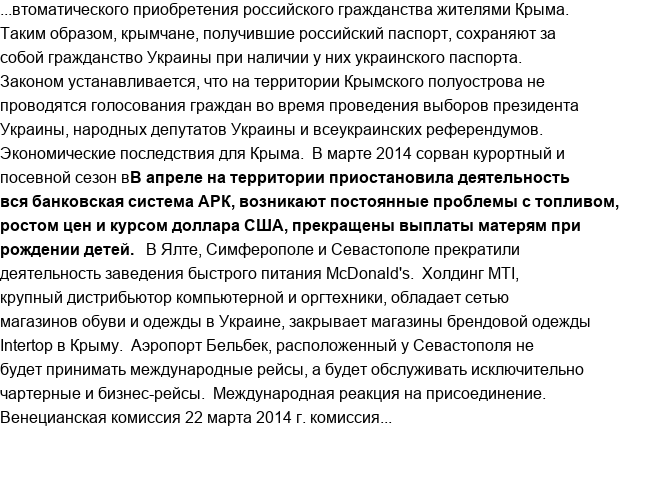 ...втоматического приобретения российского гражданства жителями Крыма.
Таким образом, крымчане, получившие российский паспорт, сохраняют за
собой гражданство Украины при наличии у них украинского паспорта.
Законом устанавливается, что на территории Крымского полуострова не
проводятся голосования граждан во время проведения выборов президента
Украины, народных депутатов Украины и всеукраинских референдумов.
Экономические последствия для Крыма.  В марте 2014 сорван курортный и
посевной сезон вВ апреле на территории приостановила деятельность
вся банковская система АРК, возникают постоянные проблемы с топливом,
ростом цен и курсом доллара США, прекращены выплаты матерям при
рождении детей.   В Ялте, Симферополе и Севастополе прекратили
деятельность заведения быстрого питания McDonald's.  Холдинг MTI,
крупный дистрибьютор компьютерной и оргтехники, обладает сетью
магазинов обуви и одежды в Украине, закрывает магазины брендовой одежды
Intertop в Крыму.  Аэропорт Бельбек, расположенный у Севастополя не
будет принимать международные рейсы, а будет обслуживать исключительно
чартерные и бизнес-рейсы.  Международная реакция на присоединение.
Венецианская комиссия 22 марта 2014 г. комиссия...